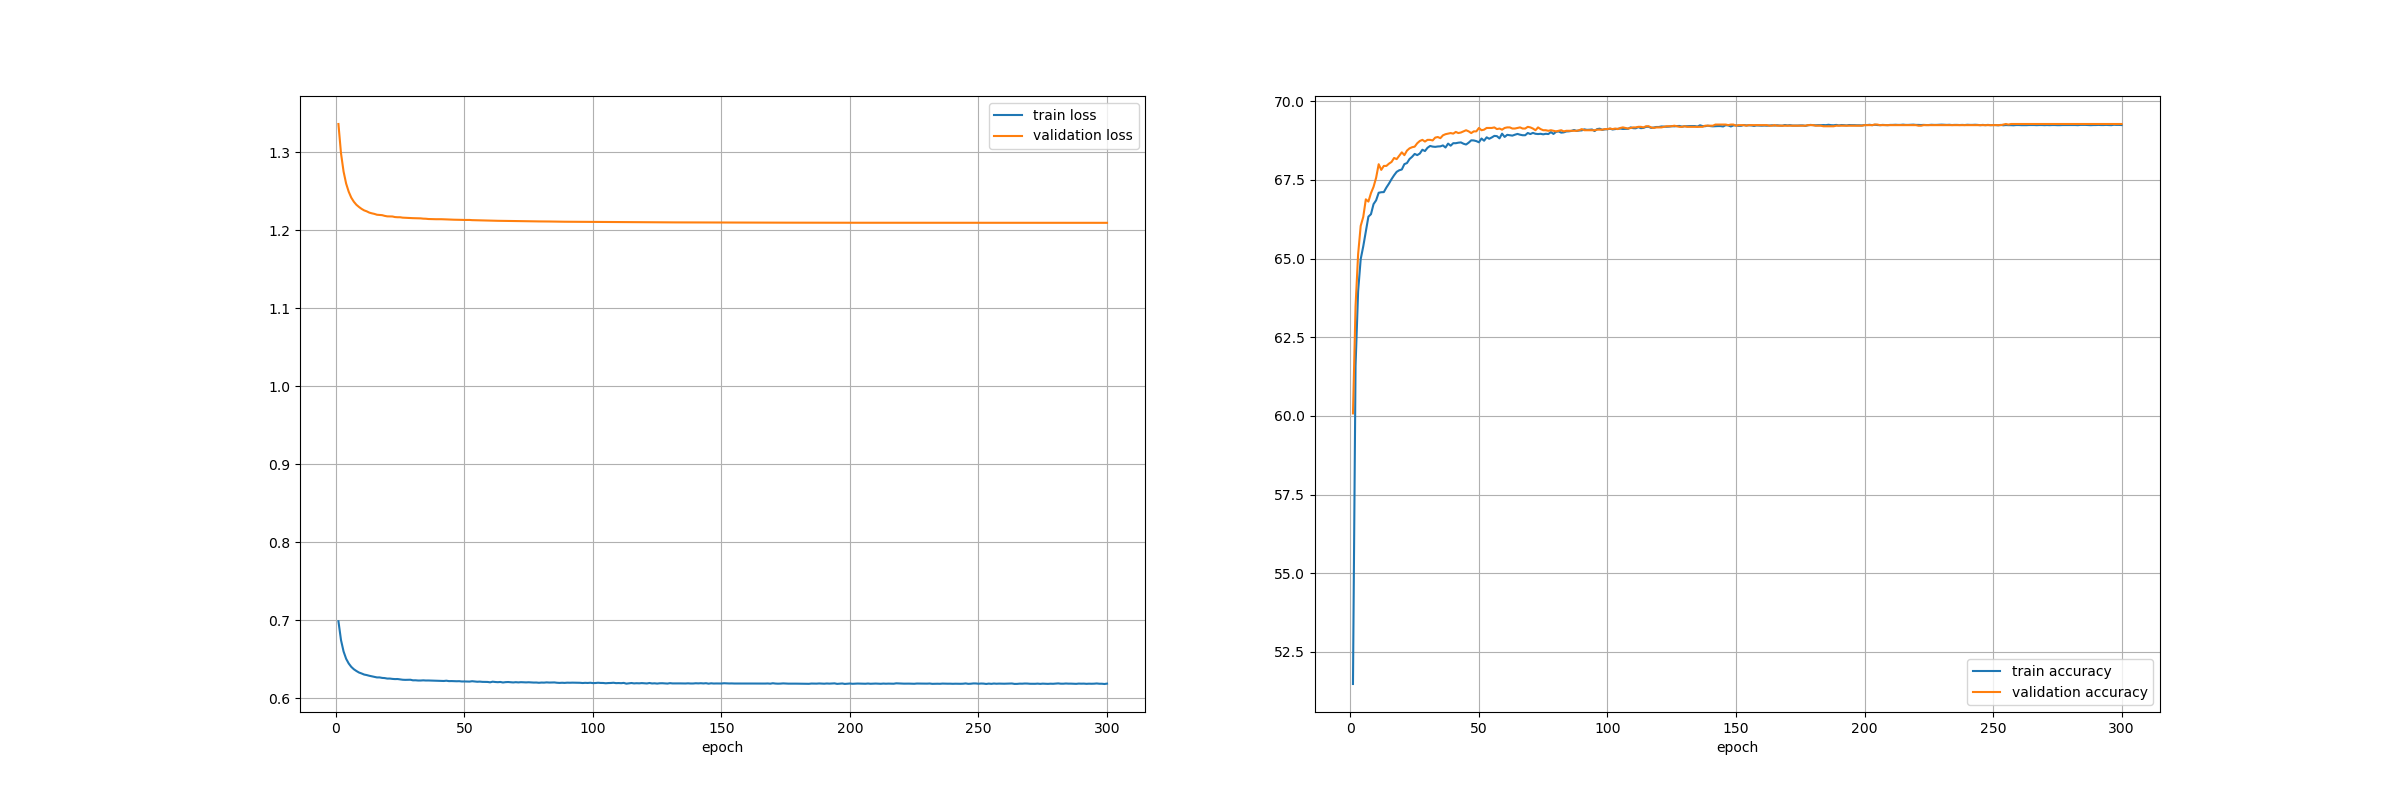 train loss
validation loss
1.3
1.2
1.1
1.0
0.9
0.8
0.7
0.6
0 50 100 150 200 250 300
epoch
70.0
67.5
65.0
62.5
60.0
57.5
55.0
52.5
train accuracy
validation accuracy
0 50 100 150 200 250 300
epoch